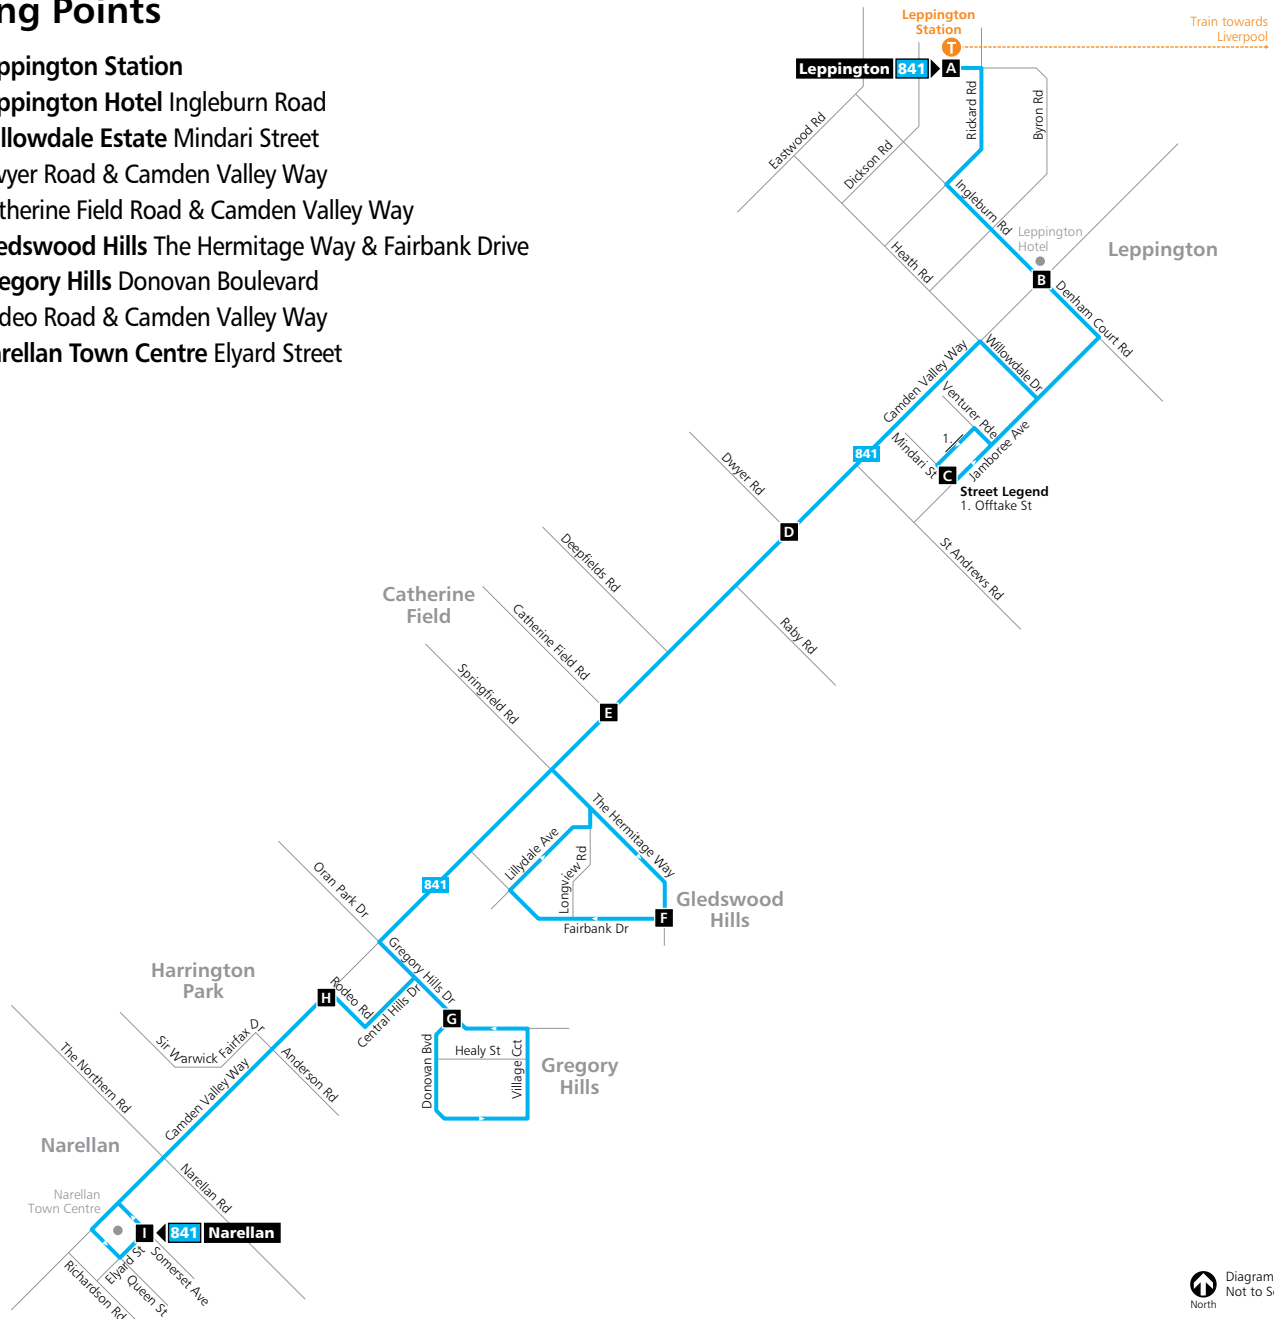 ng Points
ppington Station
ppington Hotel Ingleburn Road
illowdale Estate Mindari Street
wyer Road & Camden Valley Way
therine Field Road & Camden Valley Way
edswood Hills The Hermitage Way & Fairbank Drive
egory Hills Donovan Boulevard
deo Road & Camden Valley Way
arellan Town Centre Elyard Street
Leppington
Station
T
Train towards
Liverpool
Leppington 841 A
Rickard Rd
Byron Rd
Eastwood Rd
Dickson Rd
Ingleburn Rd
Leppington
Hotel
Leppington
Heath Rd
B
Denham Court Rd
Willowdale Dr
Camden Valley Way
Venturer Pde
1.
Mindari St
Jamboree Ave
841
C
Street Legend
1. Offtake St
Dwyer Rd
D
St Andrews Rd
Deepfields Rd
Catherine
Field
Catherine Field Rd
Raby Rd
Springfield Rd
E
The Hermitage Way
Lillydale Ave
Longview Rd
841
Oran Park Dr
Gledswood
Hills
F
Fairbank Dr
Gregory Hills Dr
Harrington
Park
H
Rodeo Rd
Central Hills Dr
G
Sir Warwick Fairfax Dr
Anderson Rd
Donovan Bvd
Healy St
Village Cct
Gregory
Hills
The Northern Rd
Camden Valley Way
Narellan
Narellan Rd
Narellan
Town Centre
I 841 Narellan
Elyard St
Somerset Ave
Queen St
Richardson Rd
North
Diagram
Not to S